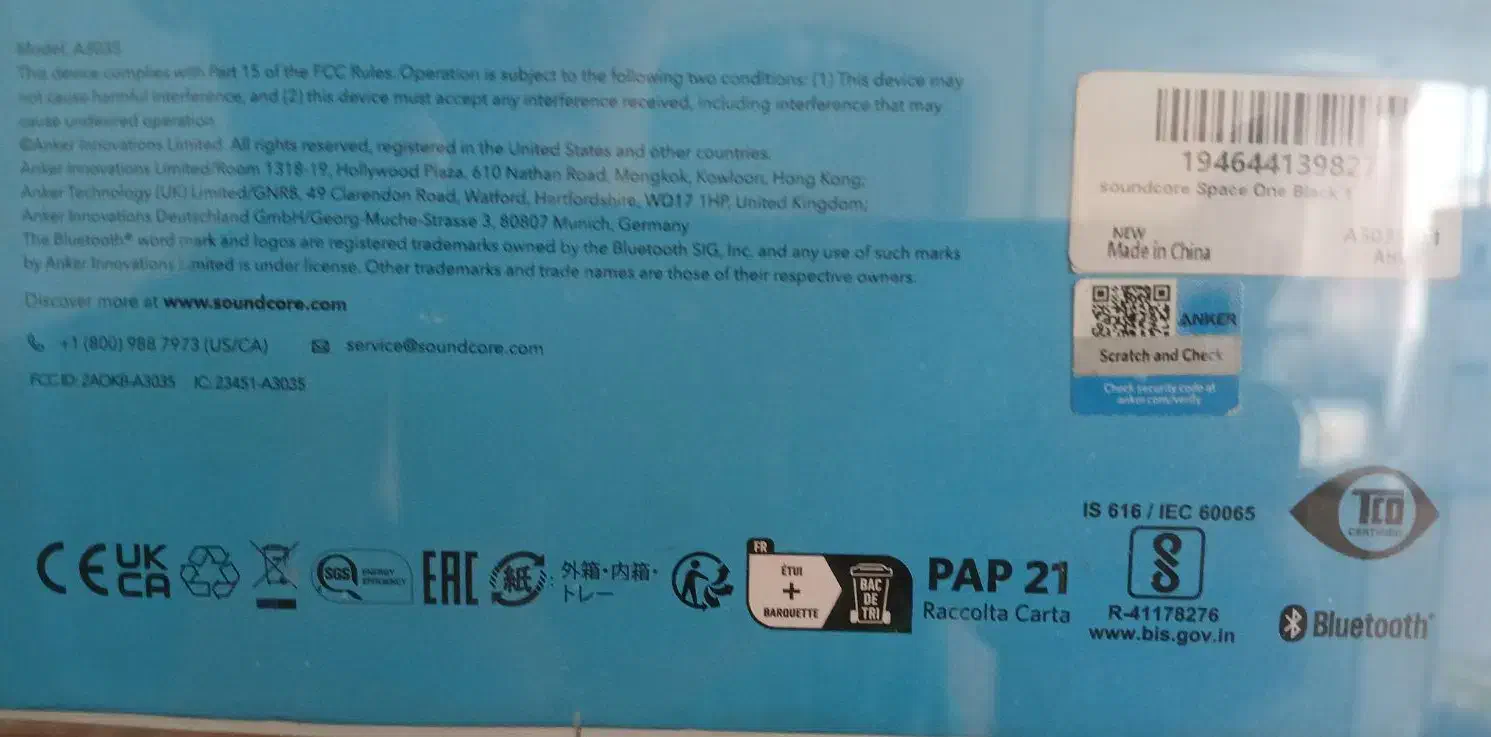 Model: A3035
This device complies with Part 15 of the FCC Rules. Operation is subject to the following two conditions: (1) This device may
not cause harmful interference, and (2) this device must accept any interference received, including interference that may
cause undesired operation.
©Anker Innovations Limited. All rights reserved, registered in the United States and other countries.
Anker Innovations Limited/Room 1318-19, Hollywood Plaza, 610 Nathan Road, Mongkok, Kowloon, Hong Kong;
Anker Technology (UK) Limited/GNR8, 49 Clarendon Road, Watford, Hertfordshire, WD17 1HP, United Kingdom;
Anker Innovations Deutschland GmbH/Georg-Muche-Strasse 3, 80807 Munich, Germany
The Bluetooth® word mark and logos are registered trademarks owned by the Bluetooth SIG, Inc. and any use of such marks
by Anker Innovations Limited is under license. Other trademarks and trade names are those of their respective owners.
Discover more at www.soundcore.com
+1 (800) 988 7973 (US/CA) service@soundcore.com
FCC ID: 2AOKB-A3035 IC: 23451-A3035
194644139827
soundcore Space One Black
NEW
Made in China
ANKER
Scratch and Check
Check security code at
anker.com/verify
CE UK CA
SGS ENERGY EFFICIENCY
EAC
紙: 外箱・内箱・
トレー
FR
ÉTUI
+
BARQUETTE
BAC
DE
TRI
PAP 21
Raccolta Carta
IS 616 / IEC 60065
R-41178276
www.bis.gov.in
TCO
CERTIFIED
Bluetooth®